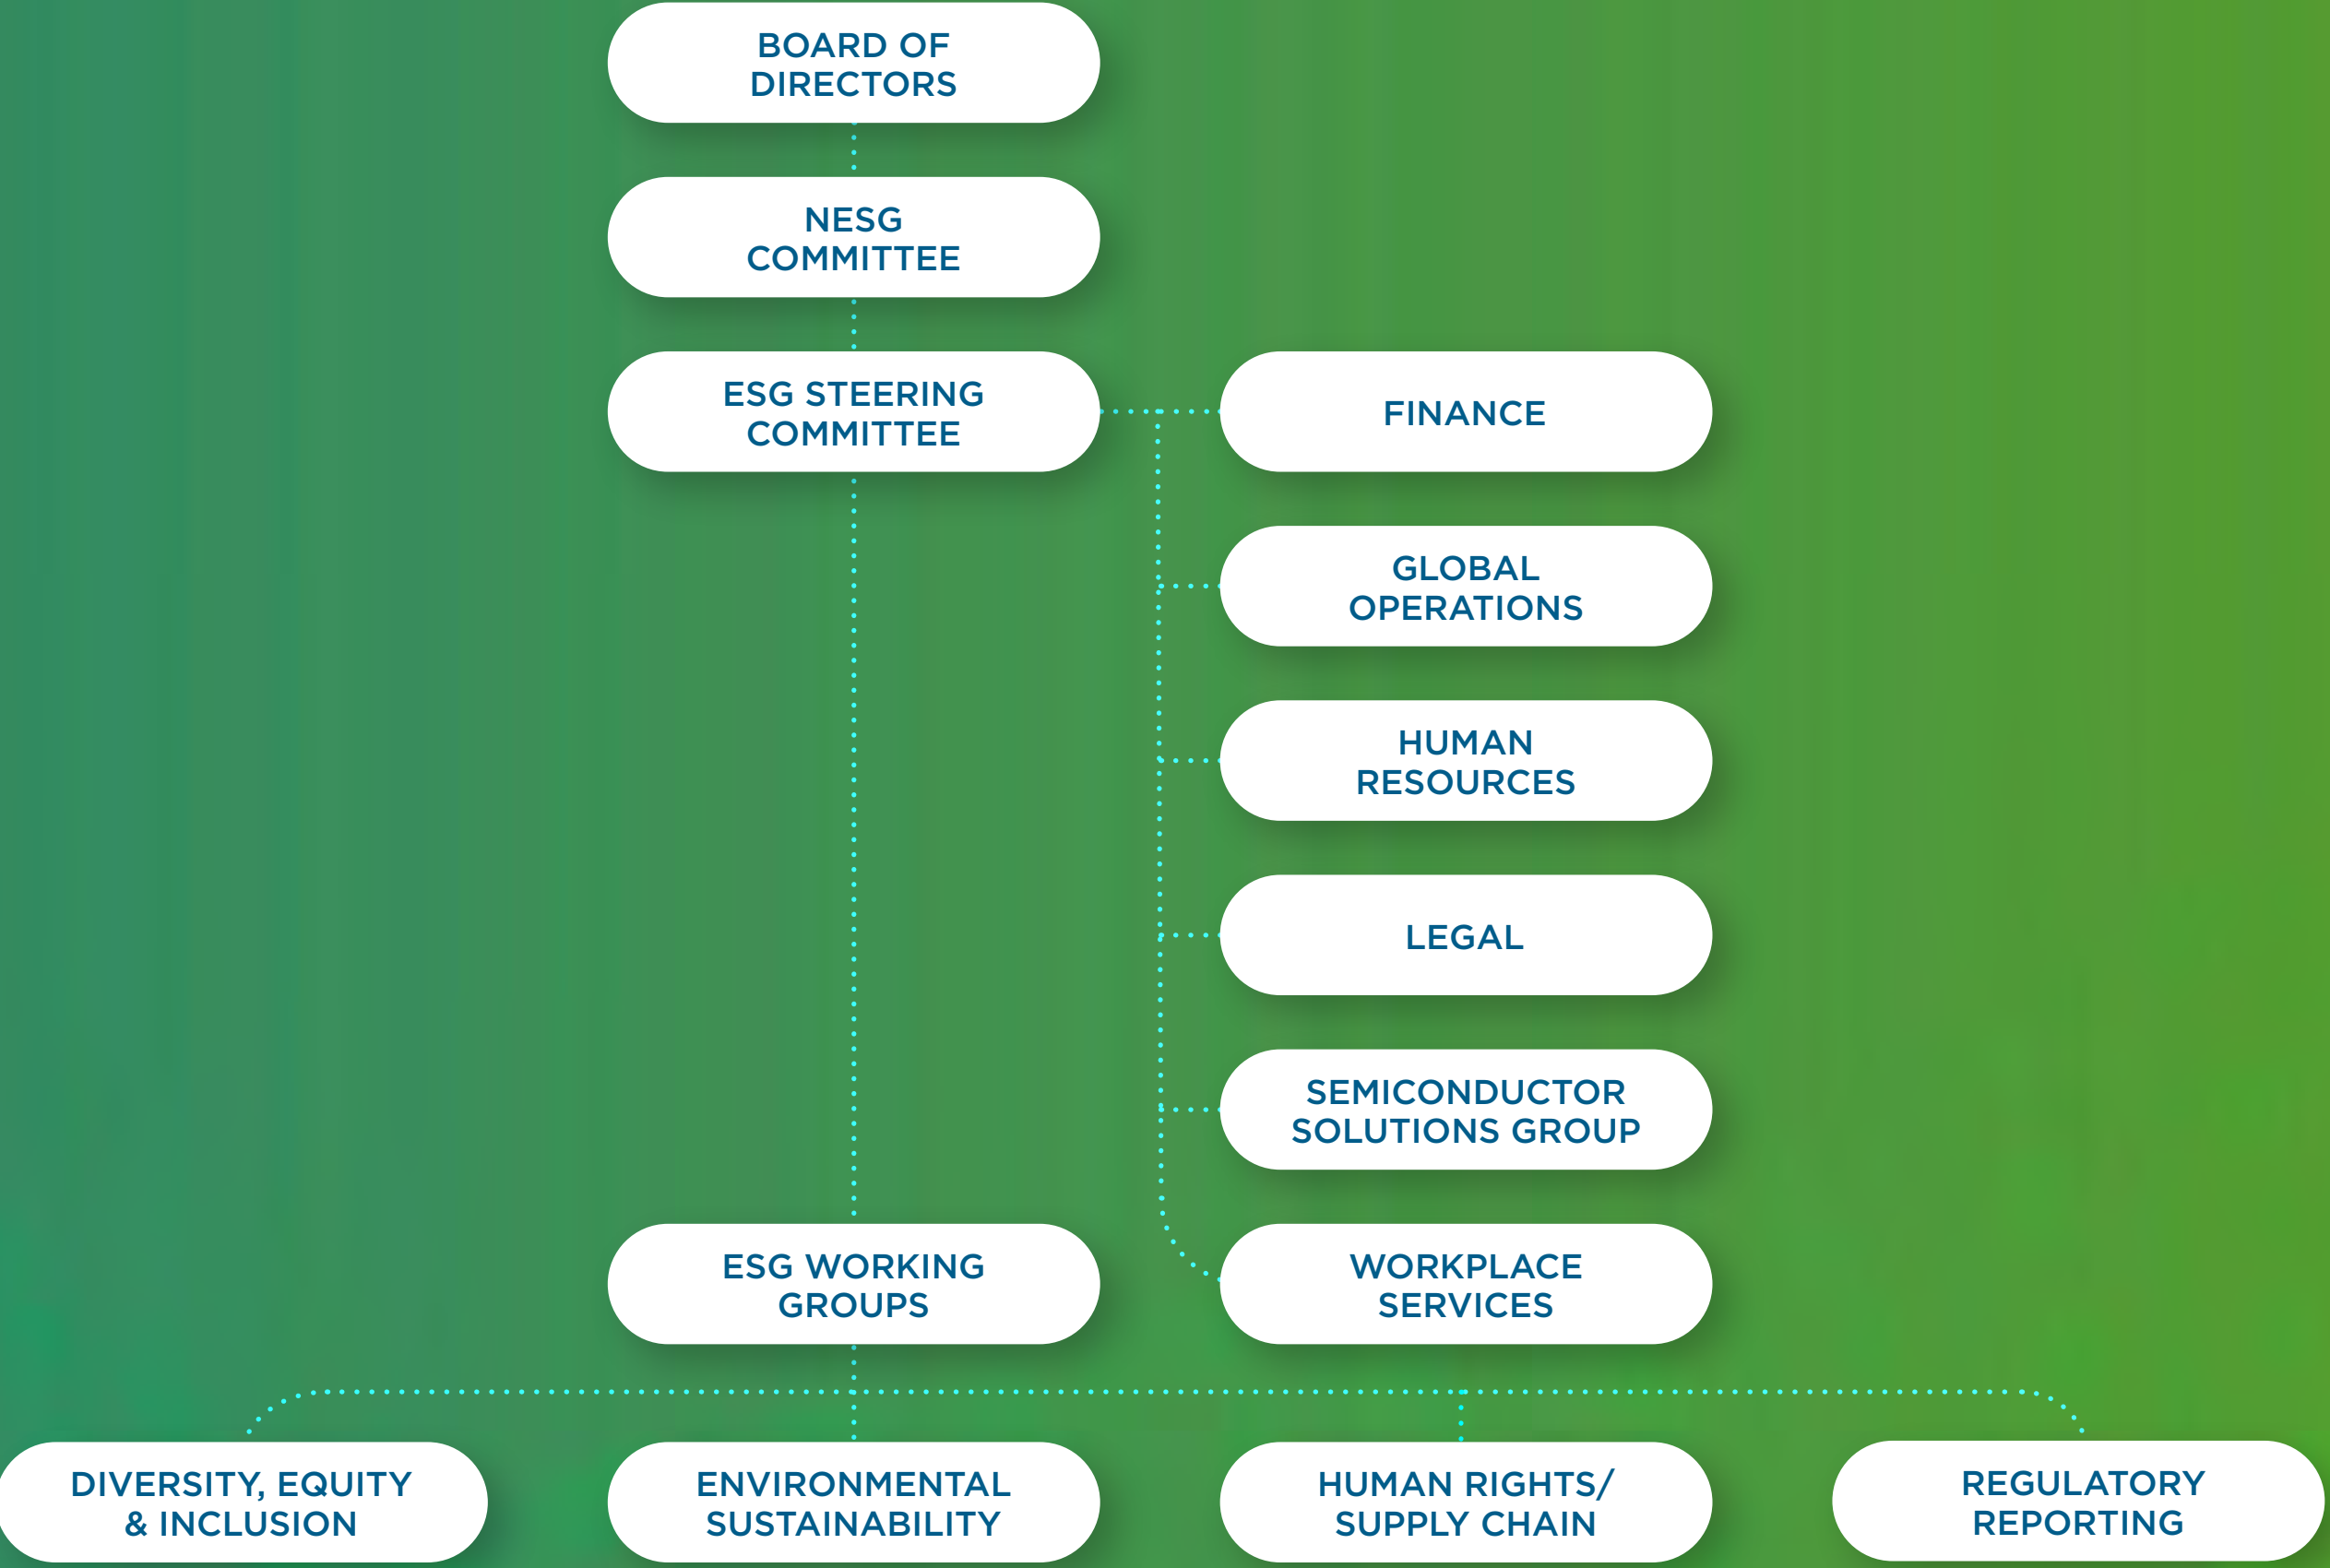 BOARD OF
DIRECTORS
NESG
COMMITTEE
ESG STEERING
COMMITTEE
FINANCE
GLOBAL
OPERATIONS
HUMAN
RESOURCES
LEGAL
SEMICONDUCTOR
SOLUTIONS GROUP
ESG WORKING
GROUPS
WORKPLACE
SERVICES
DIVERSITY, EQUITY
& INCLUSION
ENVIRONMENTAL
SUSTAINABILITY
HUMAN RIGHTS/
SUPPLY CHAIN
REGULATORY
REPORTING